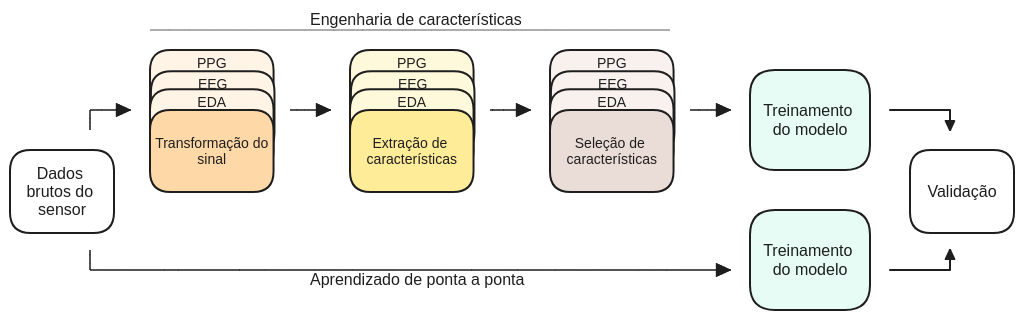 Engenharia de características
PPG
EEG
EDA
Transformação do
sinal
PPG
EEG
EDA
Extração de
características
PPG
EEG
EDA
Seleção de
características
Treinamento
do modelo
Dados
brutos do
sensor
Validação
Treinamento
do modelo
Aprendizado de ponta a ponta